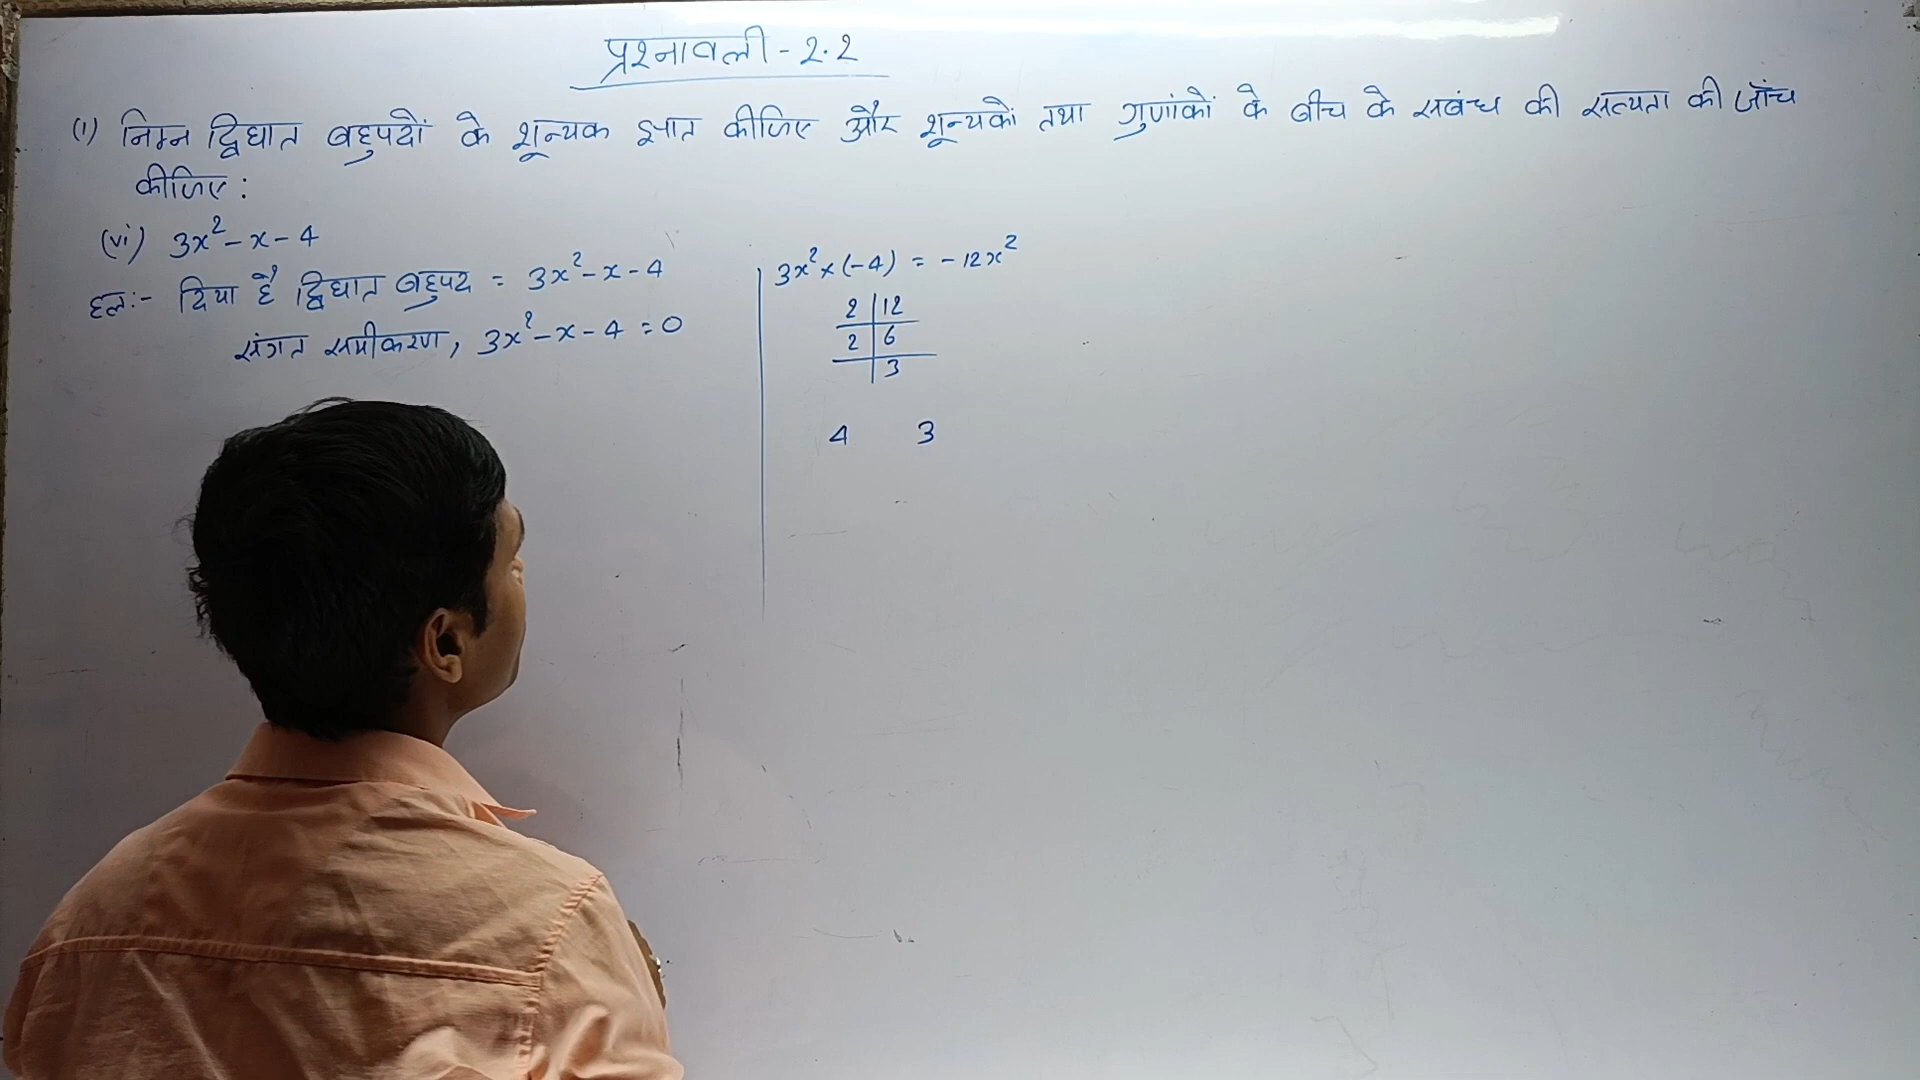 प्रश्नावली - 2.2
(1) निम्न द्विघात बहुपदों के शून्यक ज्ञात कीजिए और शून्यकों तथा गुणांकों के बीच के सबंध की सत्यता की जाँच
कीजिए :
(vi) 3x² - x - 4
हल:- दिया है द्विघात बहुपद = 3x² - x - 4
संगत समीकरण, 3x² - x - 4 = 0
3x² × (-4) = - 12x²
2 | 12
2 | 6
| 3
4 3